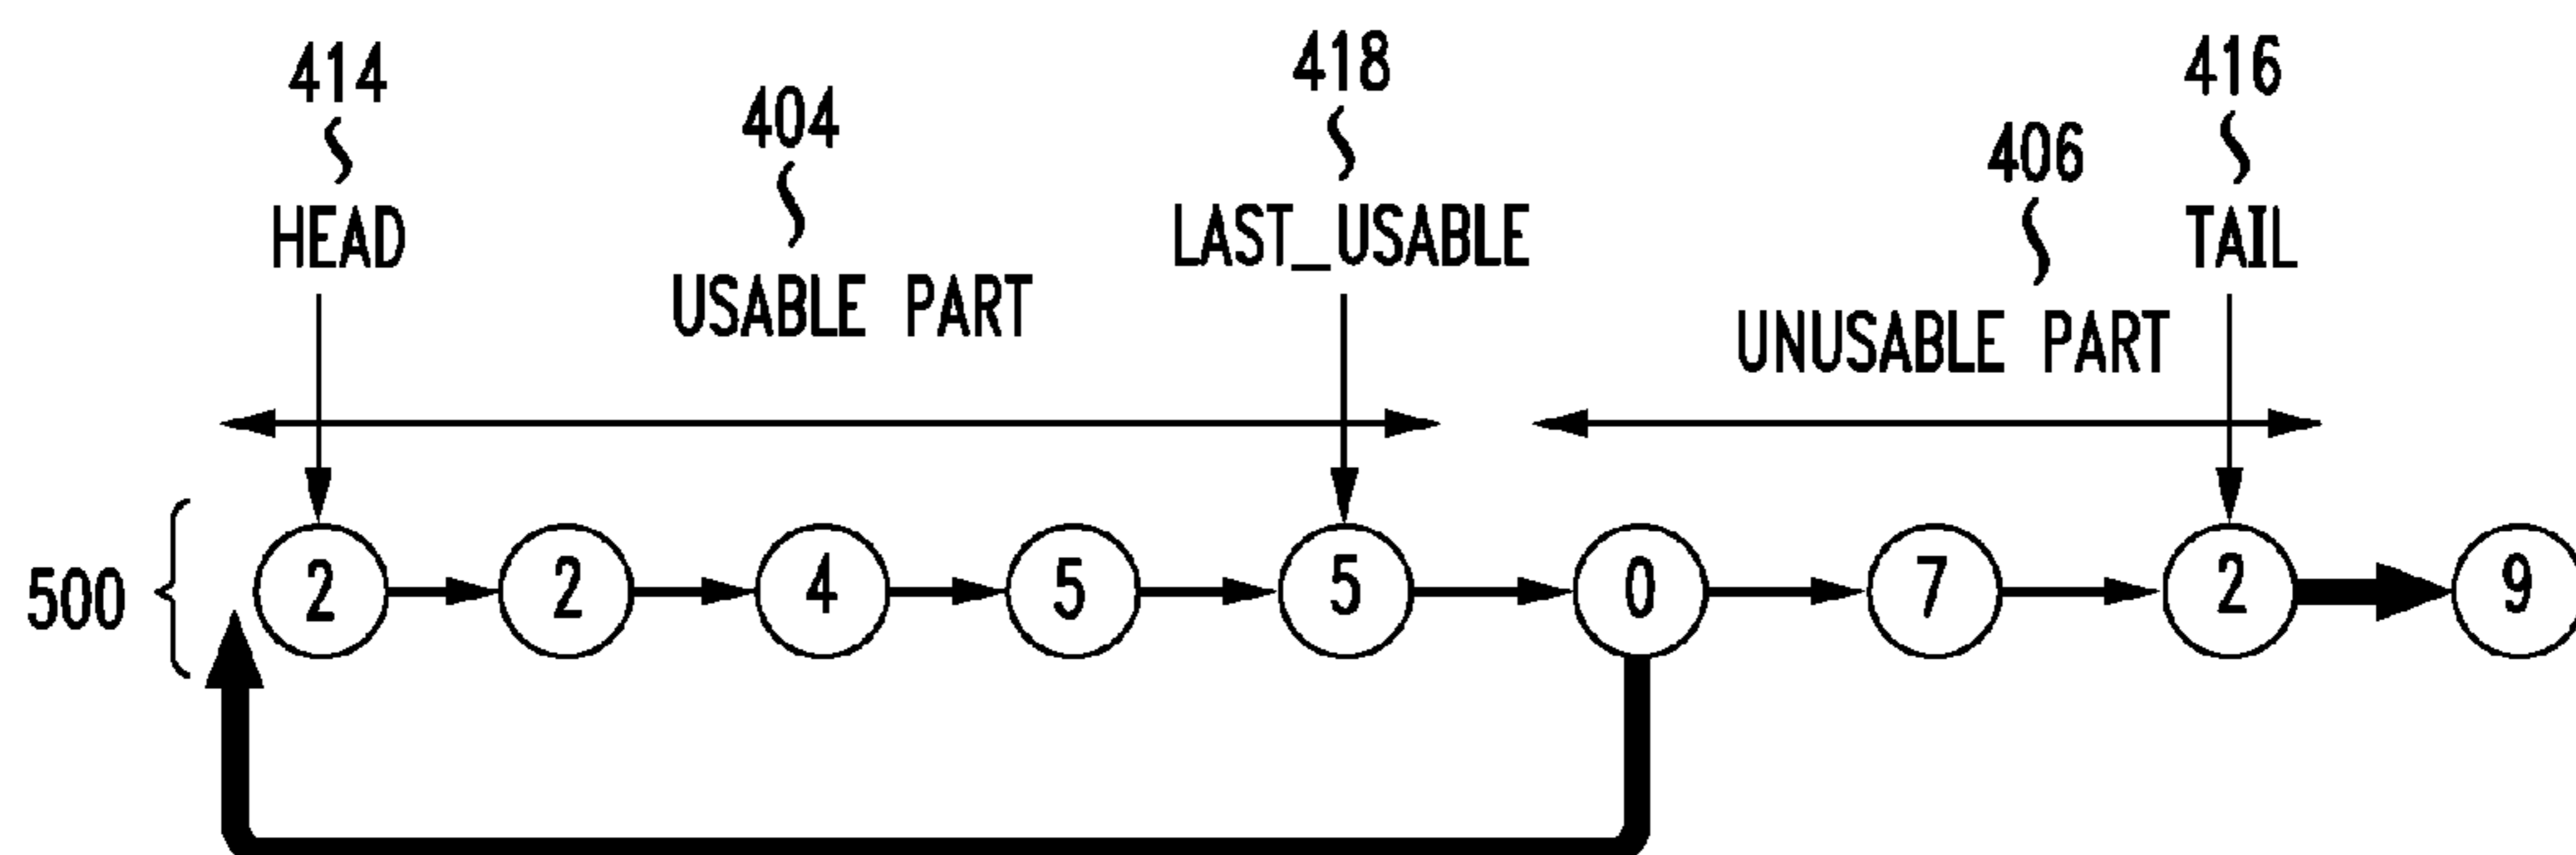 414
418
416
404
406
HEAD
LAST_USABLE
TAIL
USABLE PART
UNUSABLE PART
500
2 2 4 5 5 0 7 2 9